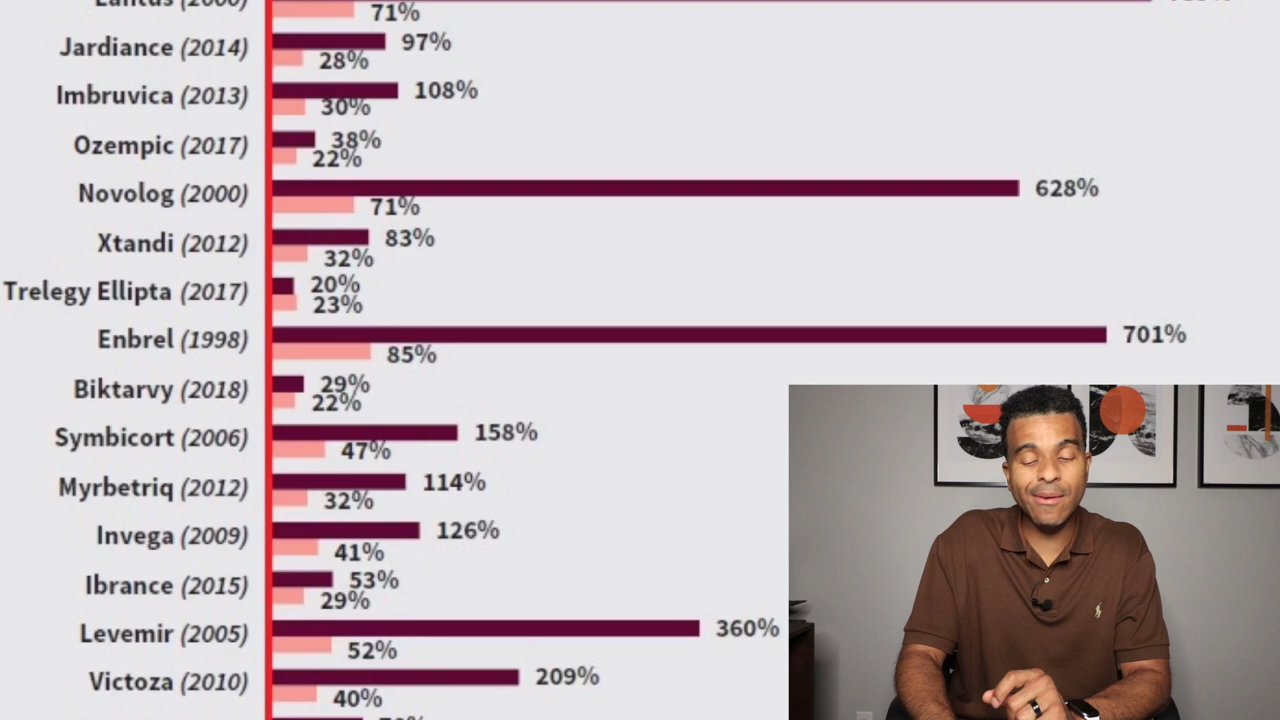 Lantus (2000)
71%
Jardiance (2014) 97%
28%
Imbruvica (2013) 108%
30%
Ozempic (2017) 38%
22%
Novolog (2000) 628%
71%
Xtandi (2012) 83%
32%
Trelegy Ellipta (2017) 20%
23%
Enbrel (1998) 701%
85%
Biktarvy (2018) 29%
22%
Symbicort (2006) 158%
47%
Myrbetriq (2012) 114%
32%
Invega (2009) 126%
41%
Ibrance (2015) 53%
29%
Levemir (2005) 360%
52%
Victoza (2010) 209%
40%